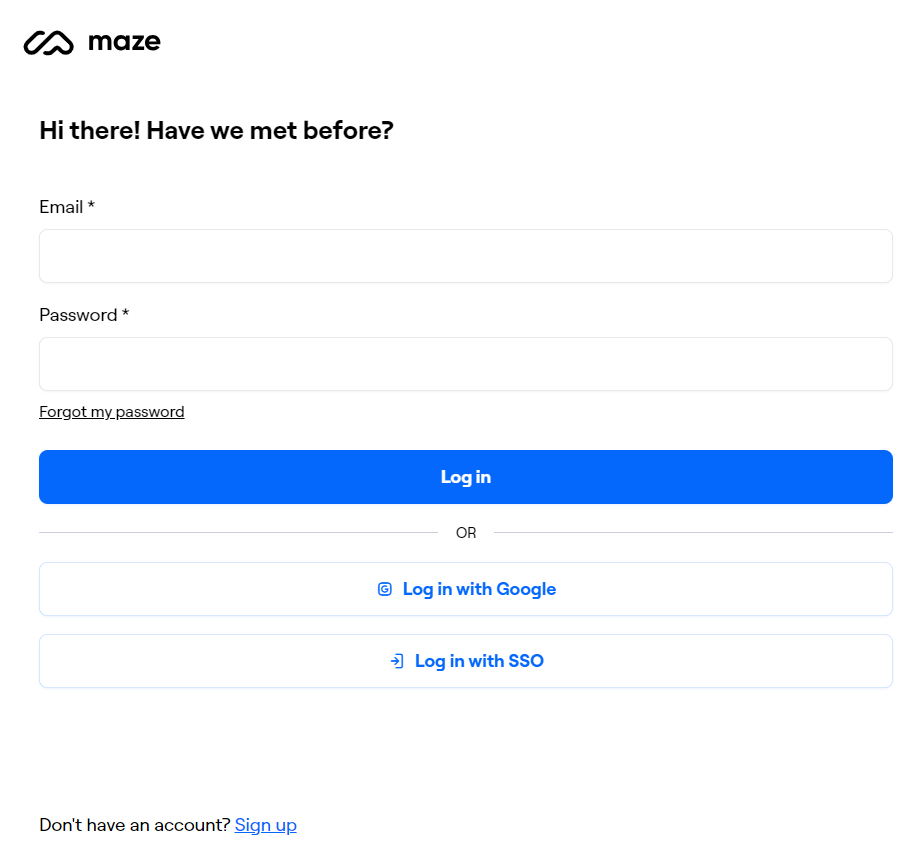 maze
Hi there! Have we met before?
Email *
Password *
Forgot my password
Log in
OR
Log in with Google
Log in with SSO
Don't have an account? Sign up